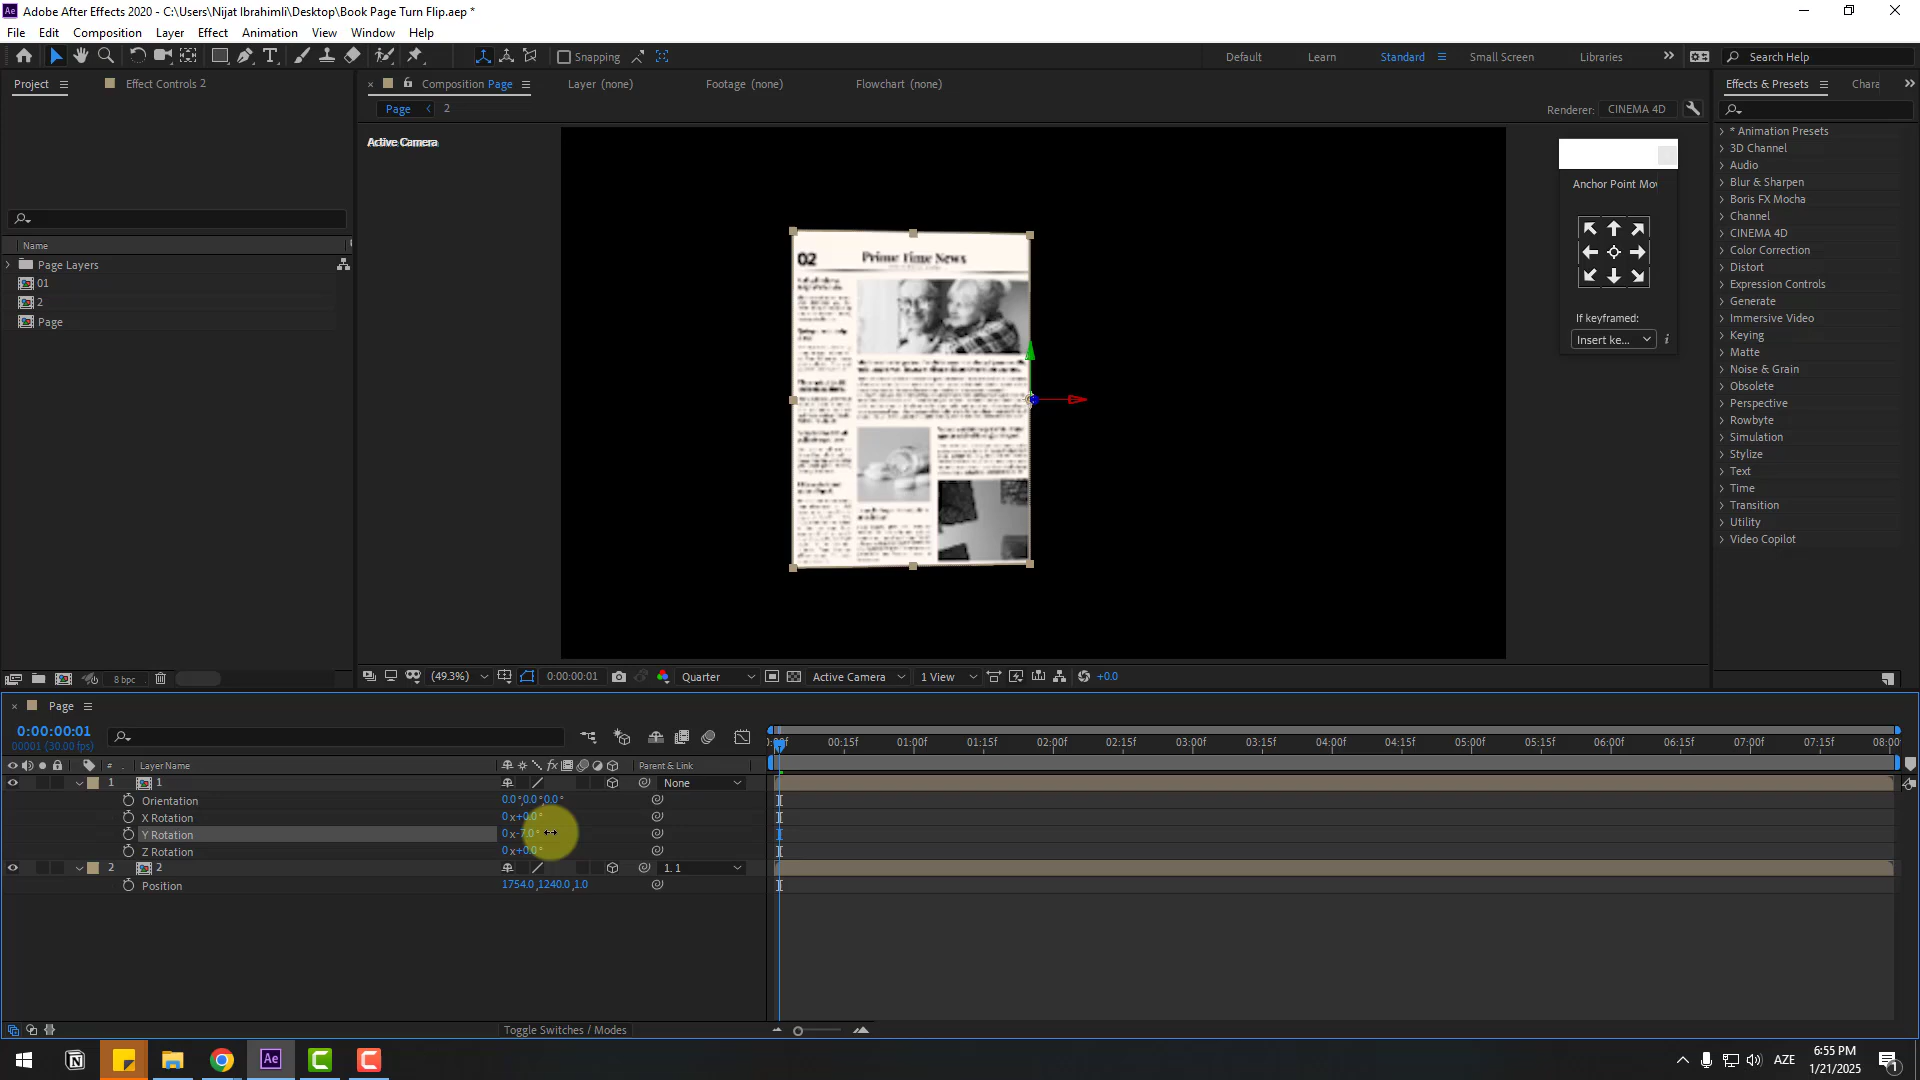 Adobe After Effects 2020 - C:\Users\Nijat Ibrahimli\Desktop\Book Page Turn Flip.aep *
File Edit Composition Layer Effect Animation View Window Help
Snapping
Default Learn Standard Small Screen Libraries
Search Help
Project
Effect Controls 2
Composition Page
Layer (none)
Footage (none)
Flowchart (none)
Effects & Presets
Chara
Page 2
Renderer: CINEMA 4D
Active Camera
Name
Page Layers
01
2
Page
02
Prime Time News
Anchor Point Mov
If keyframed:
Insert ke...
* Animation Presets
3D Channel
Audio
Blur & Sharpen
Boris FX Mocha
Channel
CINEMA 4D
Color Correction
Distort
Expression Controls
Generate
Immersive Video
Keying
Matte
Noise & Grain
Obsolete
Perspective
Rowbyte
Simulation
Stylize
Text
Time
Transition
Utility
Video Copilot
8 bpc
(49.3%) 0:00:00:01 Quarter Active Camera 1 View +0.0
Page
0:00:00:01
00001 (30.00 fps)
00:15f 01:00f 01:15f 02:00f 02:15f 03:00f 03:15f 04:00f 04:15f 05:00f 05:15f 06:00f 06:15f 07:00f 07:15f 08:00
# Layer Name Parent & Link
1 1 None
Orientation 0.0°,0.0°,0.0°
X Rotation 0x+0.0°
Y Rotation 0x-7.0°
Z Rotation 0x+0.0°
2 2 1. 1
Position 1754.0,1240.0,1.0
Toggle Switches / Modes
AZE
6:55 PM
1/21/2025
1